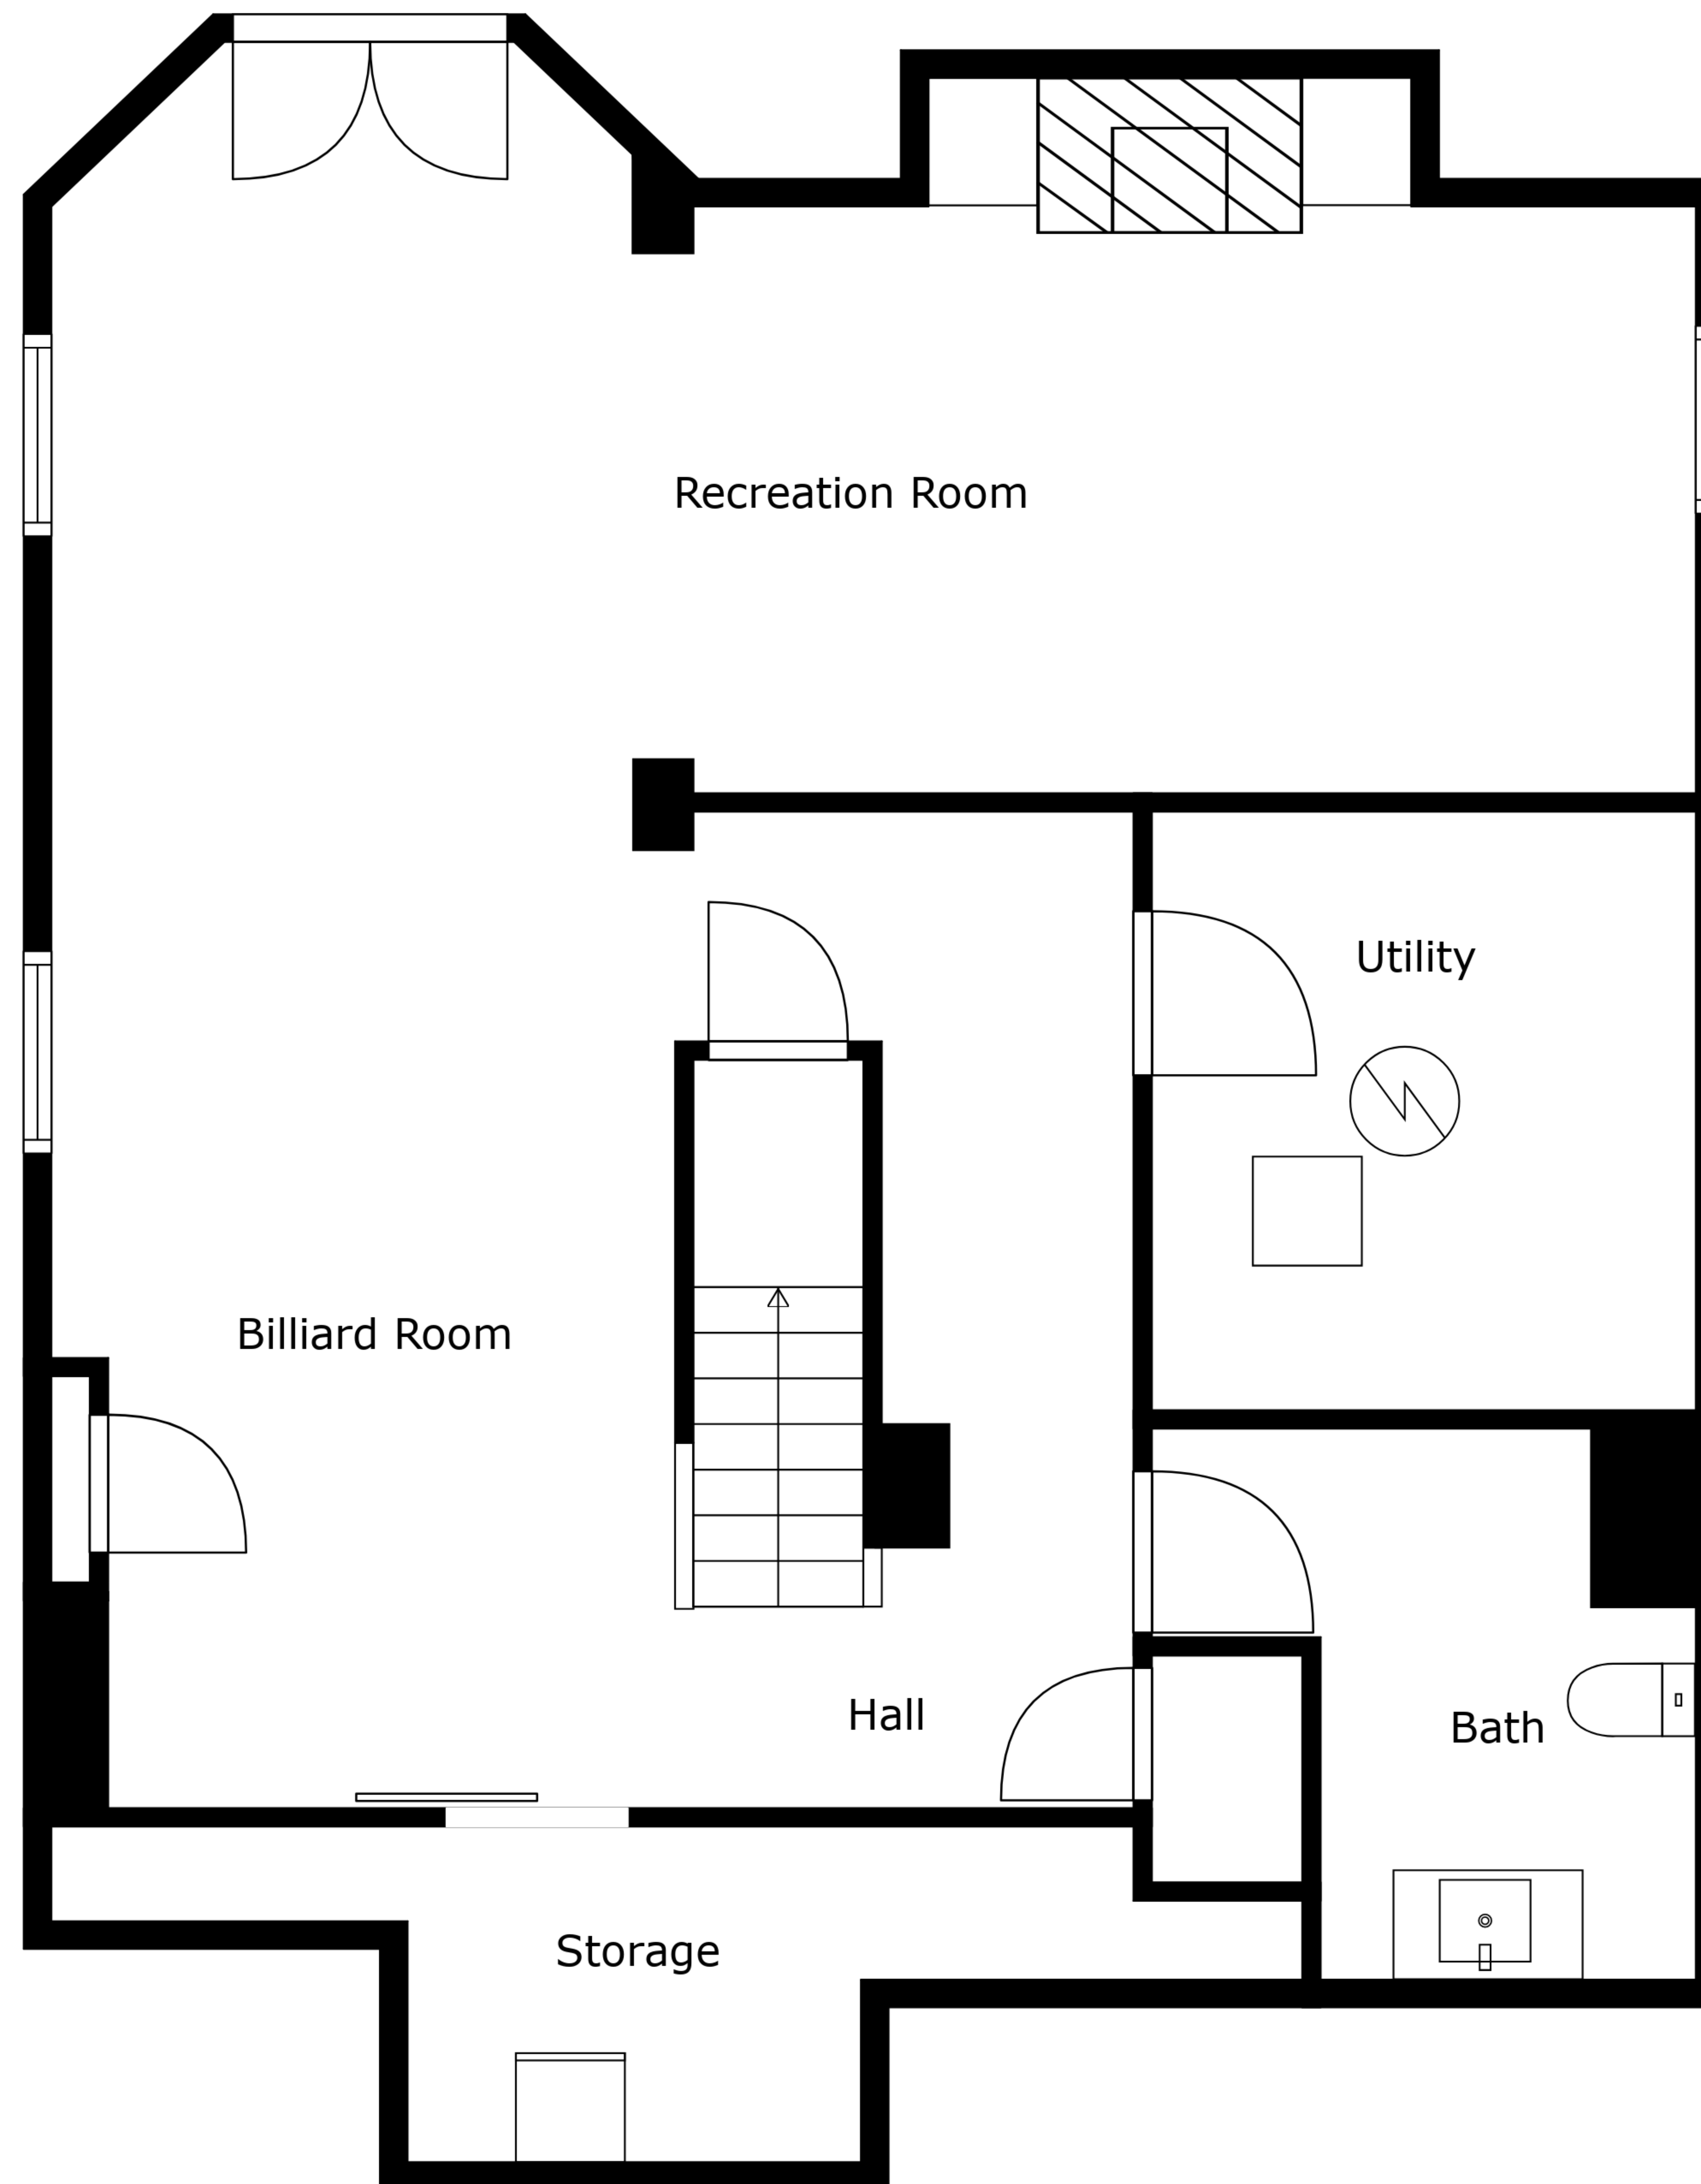 Recreation Room
Utility
Billiard Room
Hall
Bath
Storage